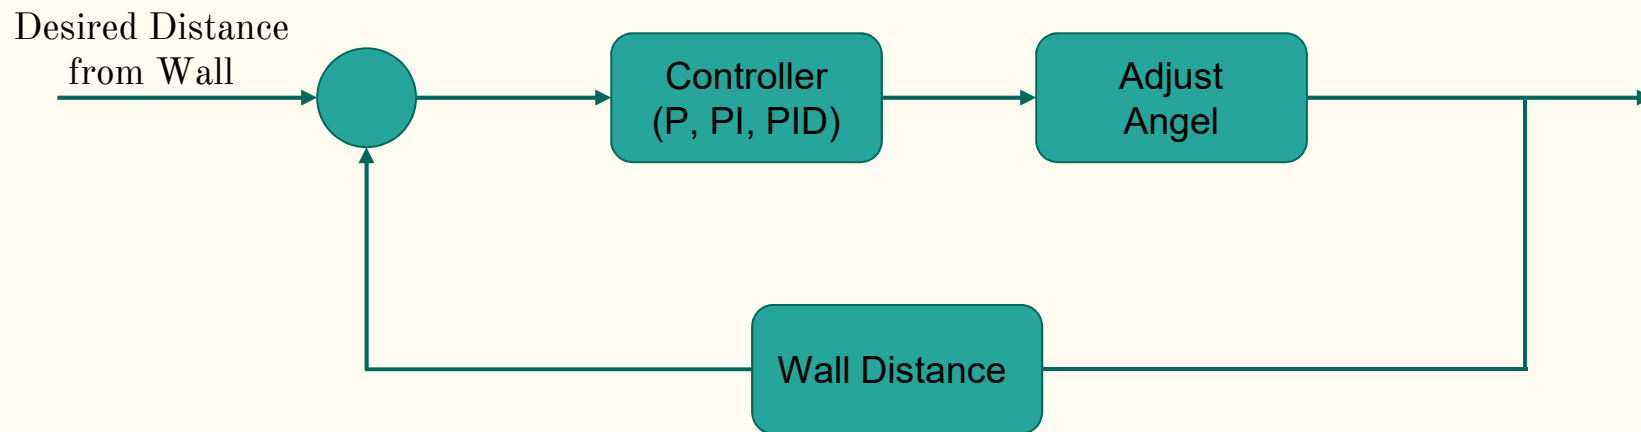 Desired Distance
from Wall
Controller
(P, PI, PID)
Adjust
Angel
Wall Distance